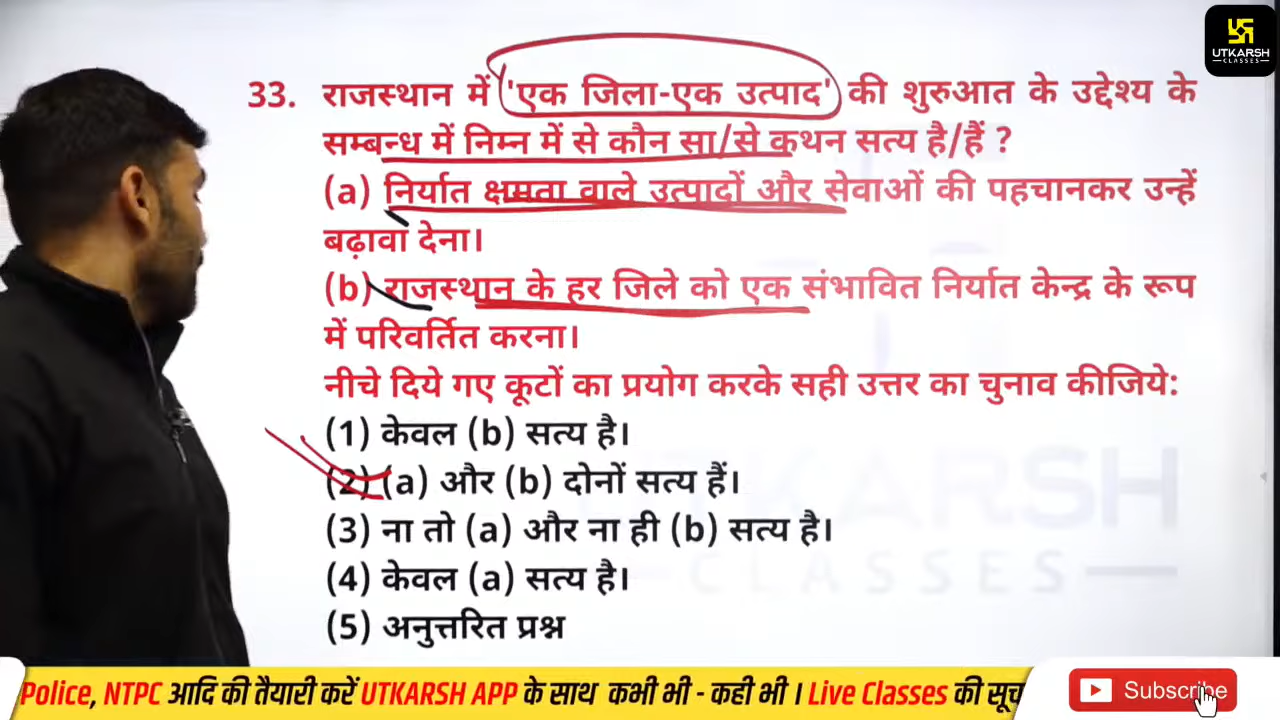 UTKARSH
CLASSES
33. राजस्थान में 'एक जिला-एक उत्पाद' की शुरुआत के उद्देश्य के
सम्बन्ध में निम्न में से कौन सा/से कथन सत्य है/हैं ?
(a) निर्यात क्षमता वाले उत्पादों और सेवाओं की पहचानकर उन्हें
बढ़ावा देना।
(b) राजस्थान के हर जिले को एक संभावित निर्यात केन्द्र के रूप
में परिवर्तित करना।
नीचे दिये गए कूटों का प्रयोग करके सही उत्तर का चुनाव कीजिये:
(1) केवल (b) सत्य है।
(2) (a) और (b) दोनों सत्य हैं।
(3) ना तो (a) और ना ही (b) सत्य है।
(4) केवल (a) सत्य है।
(5) अनुत्तरित प्रश्न
UTKARSH
CLASSES
Police, NTPC आदि की तैयारी करें UTKARSH APP के साथ कभी भी - कही भी । Live Classes की
Subscribe